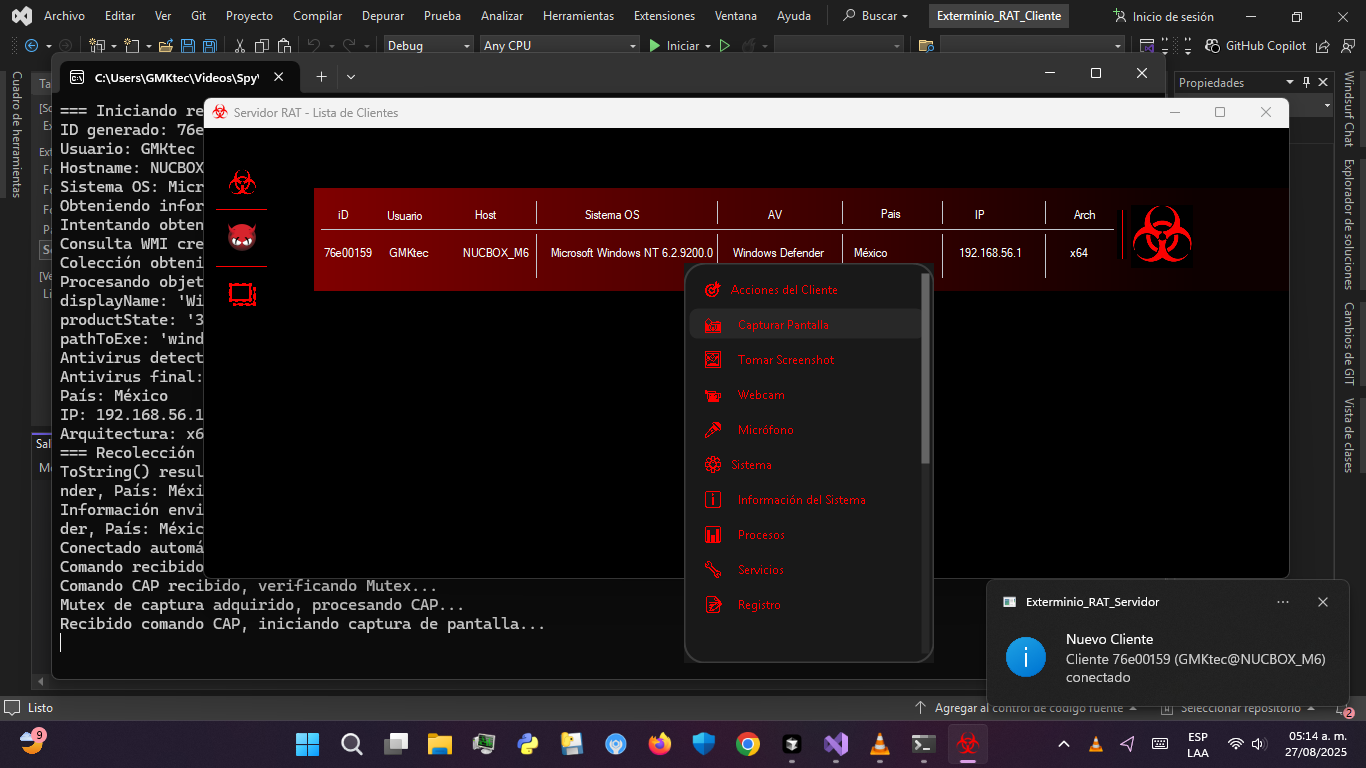 Archivo Editar Ver Git Proyecto Compilar Depurar Prueba Analizar Herramientas Extensiones Ventana Ayuda Buscar Exterminio_RAT_Cliente Inicio de sesión
Debug Any CPU Iniciar GitHub Copilot
C:\Users\GMKtec\Videos\Spy
Propiedades
Cuadro de herramientas
Windsurf Chat
Explorador de soluciones
Cambios de GIT
Vista de clases
Servidor RAT - Lista de Clientes
=== Iniciando re
ID generado: 76e
Usuario: GMKtec
Hostname: NUCBOX
Sistema OS: Micr
Obteniendo infor
Intentando obten
Consulta WMI cre
Colección obteni
Procesando objet
displayName: 'Wi
productState: '3
pathToExe: 'wind
Antivirus detect
Antivirus final:
País: México
IP: 192.168.56.1
Arquitectura: x6
=== Recolección
ToString() resul
nder, País: Méxi
Información envi
der, País: Méxic
Conectado automá
Comando recibido
Comando CAP recibido, verificando Mutex...
Mutex de captura adquirido, procesando CAP...
Recibido comando CAP, iniciando captura de pantalla...
iD Usuario Host Sistema OS AV Pais IP Arch
76e00159 GMKtec NUCBOX_M6 Microsoft Windows NT 6.2.9200.0 Windows Defender México 192.168.56.1 x64
Acciones del Cliente
Capturar Pantalla
Tomar Screenshot
Webcam
Micrófono
Sistema
Información del Sistema
Procesos
Servicios
Registro
Exterminio_RAT_Servidor
Nuevo Cliente
Cliente 76e00159 (GMKtec@NUCBOX_M6)
conectado
Listo
Agregar al control de código fuente
Seleccionar repositorio
2
9
ESP
LAA
05:14 a. m.
27/08/2025